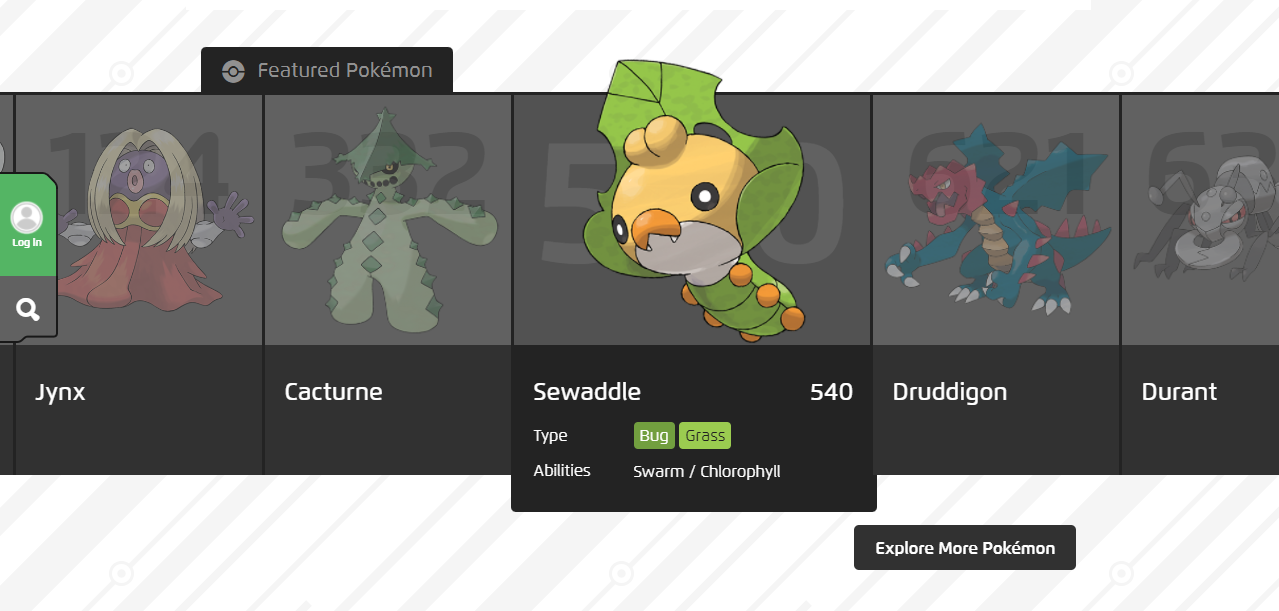 Featured Pokémon
124
332
540
621
Log In
Jynx
Cacturne
Sewaddle
540
Druddigon
Durant
Type
Bug
Grass
Abilities
Swarm / Chlorophyll
Explore More Pokémon